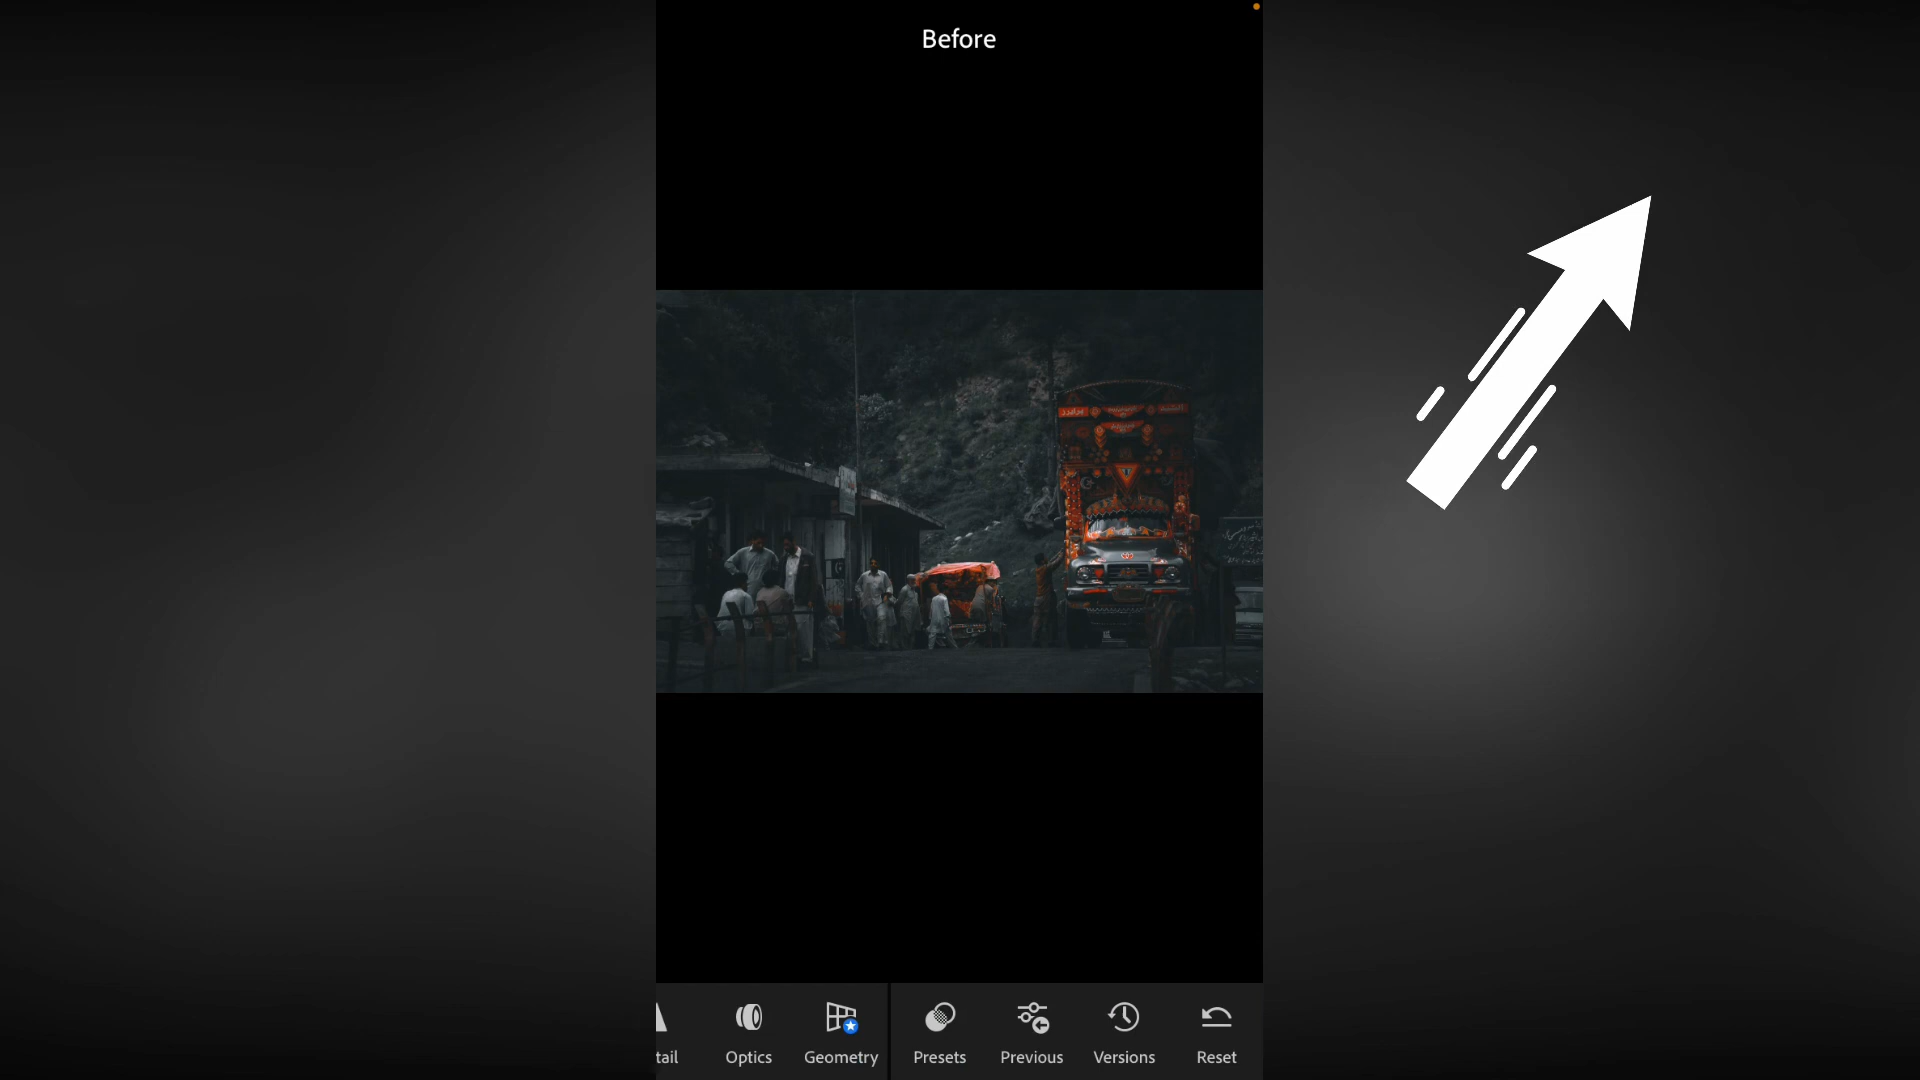 Before
tail
Optics
Geometry
Presets
Previous
Versions
Reset